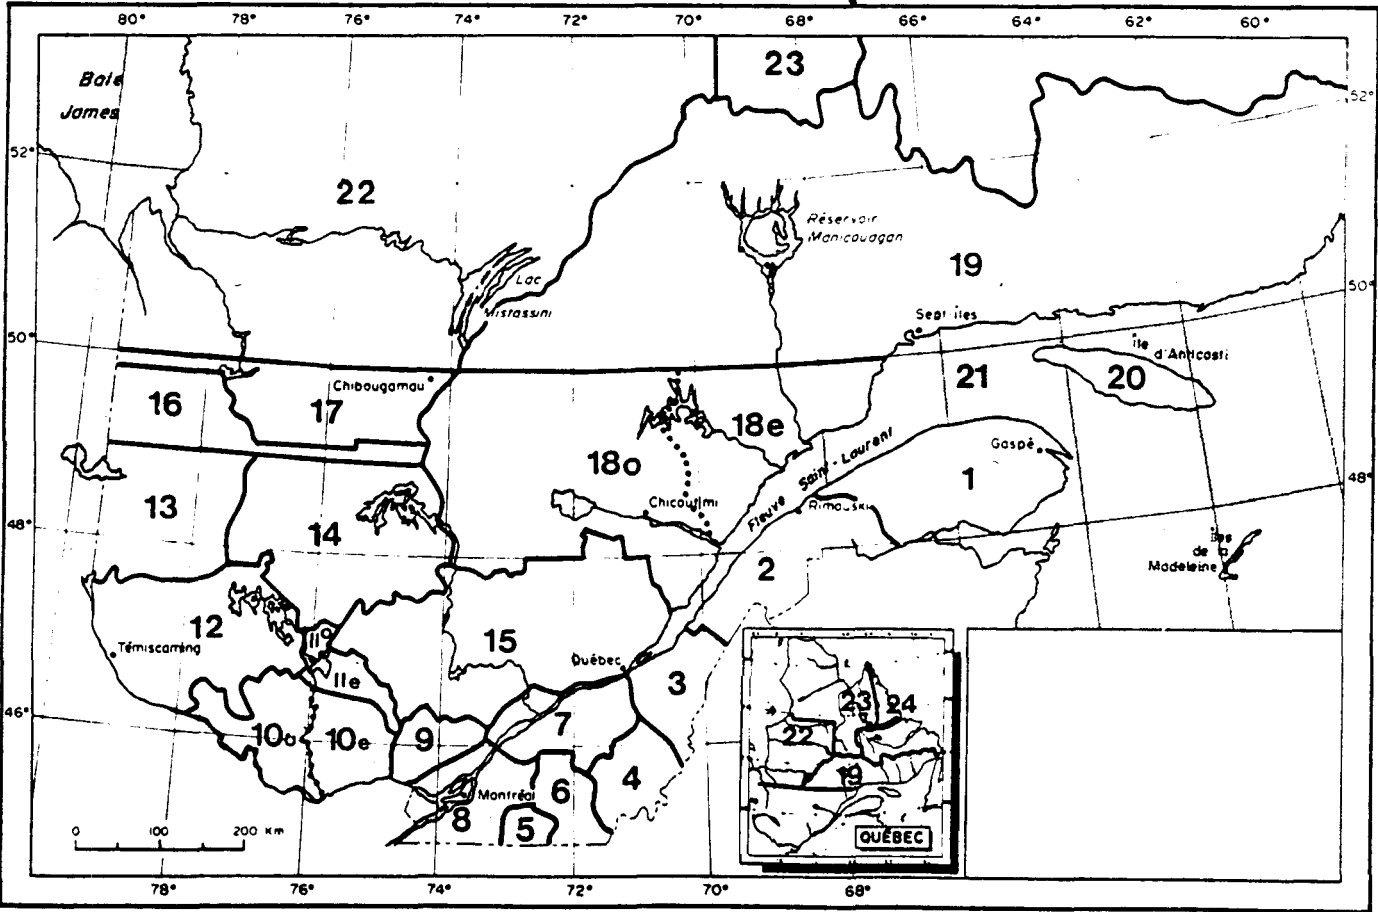 80° 78° 76° 74° 72° 70° 68° 66° 64° 62° 60°
23
Baie
James
52°
52°
22
Réservoir
Manicouagan
19
Lac
Mistassini
50°
Sept-Iles
50°
Île
d'Anticosti
Chibougamau
21
20
16
17
18e
Gaspé
18o
1
Fleuve Saint-Laurent
48°
13
Chicoutimi
Rimouski
48°
14
Îles
de la
Madeleine
2
12
11o
15
Témiscaming
Québec
11e
3
46°
7
23
24
10o
10e
9
22
4
19
Montréal
6
8
5
0 100 200 Km
QUÉBEC
78° 76° 74° 72° 70° 68°